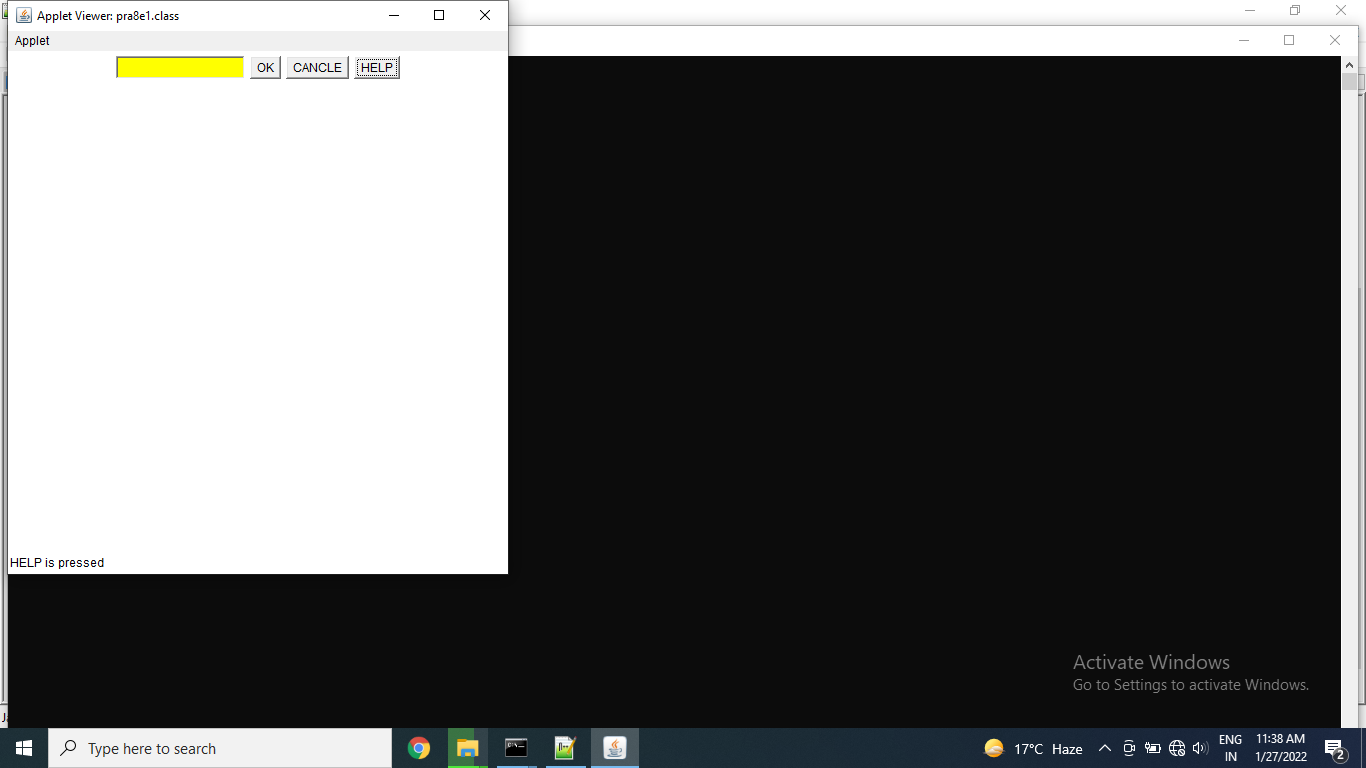 Applet Viewer: pra8e1.class
Applet
OK CANCLE HELP
HELP is pressed
Activate Windows
Go to Settings to activate Windows.
Type here to search
17°C Haze
ENG
IN
11:38 AM
1/27/2022
2